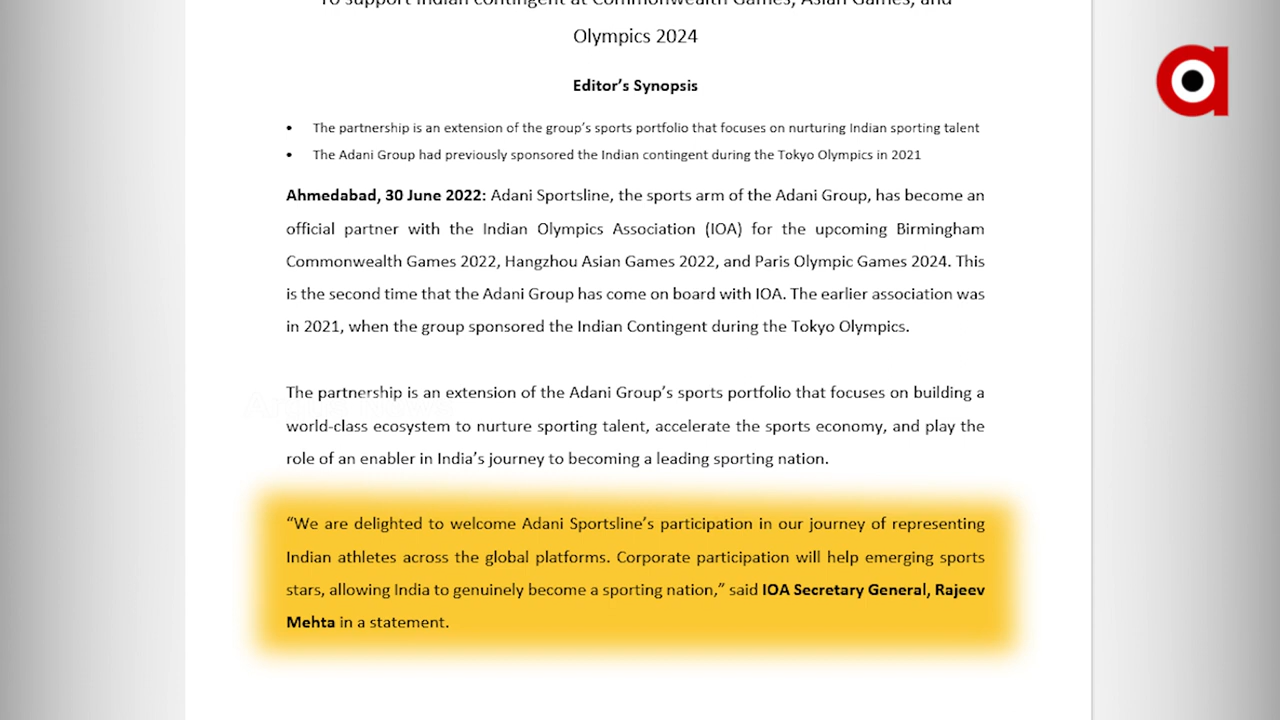 To support Indian contingent at Commonwealth Games, Asian Games, and
Olympics 2024
Editor’s Synopsis
• The partnership is an extension of the group’s sports portfolio that focuses on nurturing Indian sporting talent
• The Adani Group had previously sponsored the Indian contingent during the Tokyo Olympics in 2021
Ahmedabad, 30 June 2022: Adani Sportsline, the sports arm of the Adani Group, has become an
official partner with the Indian Olympics Association (IOA) for the upcoming Birmingham
Commonwealth Games 2022, Hangzhou Asian Games 2022, and Paris Olympic Games 2024. This
is the second time that the Adani Group has come on board with IOA. The earlier association was
in 2021, when the group sponsored the Indian Contingent during the Tokyo Olympics.
The partnership is an extension of the Adani Group’s sports portfolio that focuses on building a
world-class ecosystem to nurture sporting talent, accelerate the sports economy, and play the
role of an enabler in India’s journey to becoming a leading sporting nation.
“We are delighted to welcome Adani Sportsline’s participation in our journey of representing
Indian athletes across the global platforms. Corporate participation will help emerging sports
stars, allowing India to genuinely become a sporting nation,” said IOA Secretary General, Rajeev
Mehta in a statement.